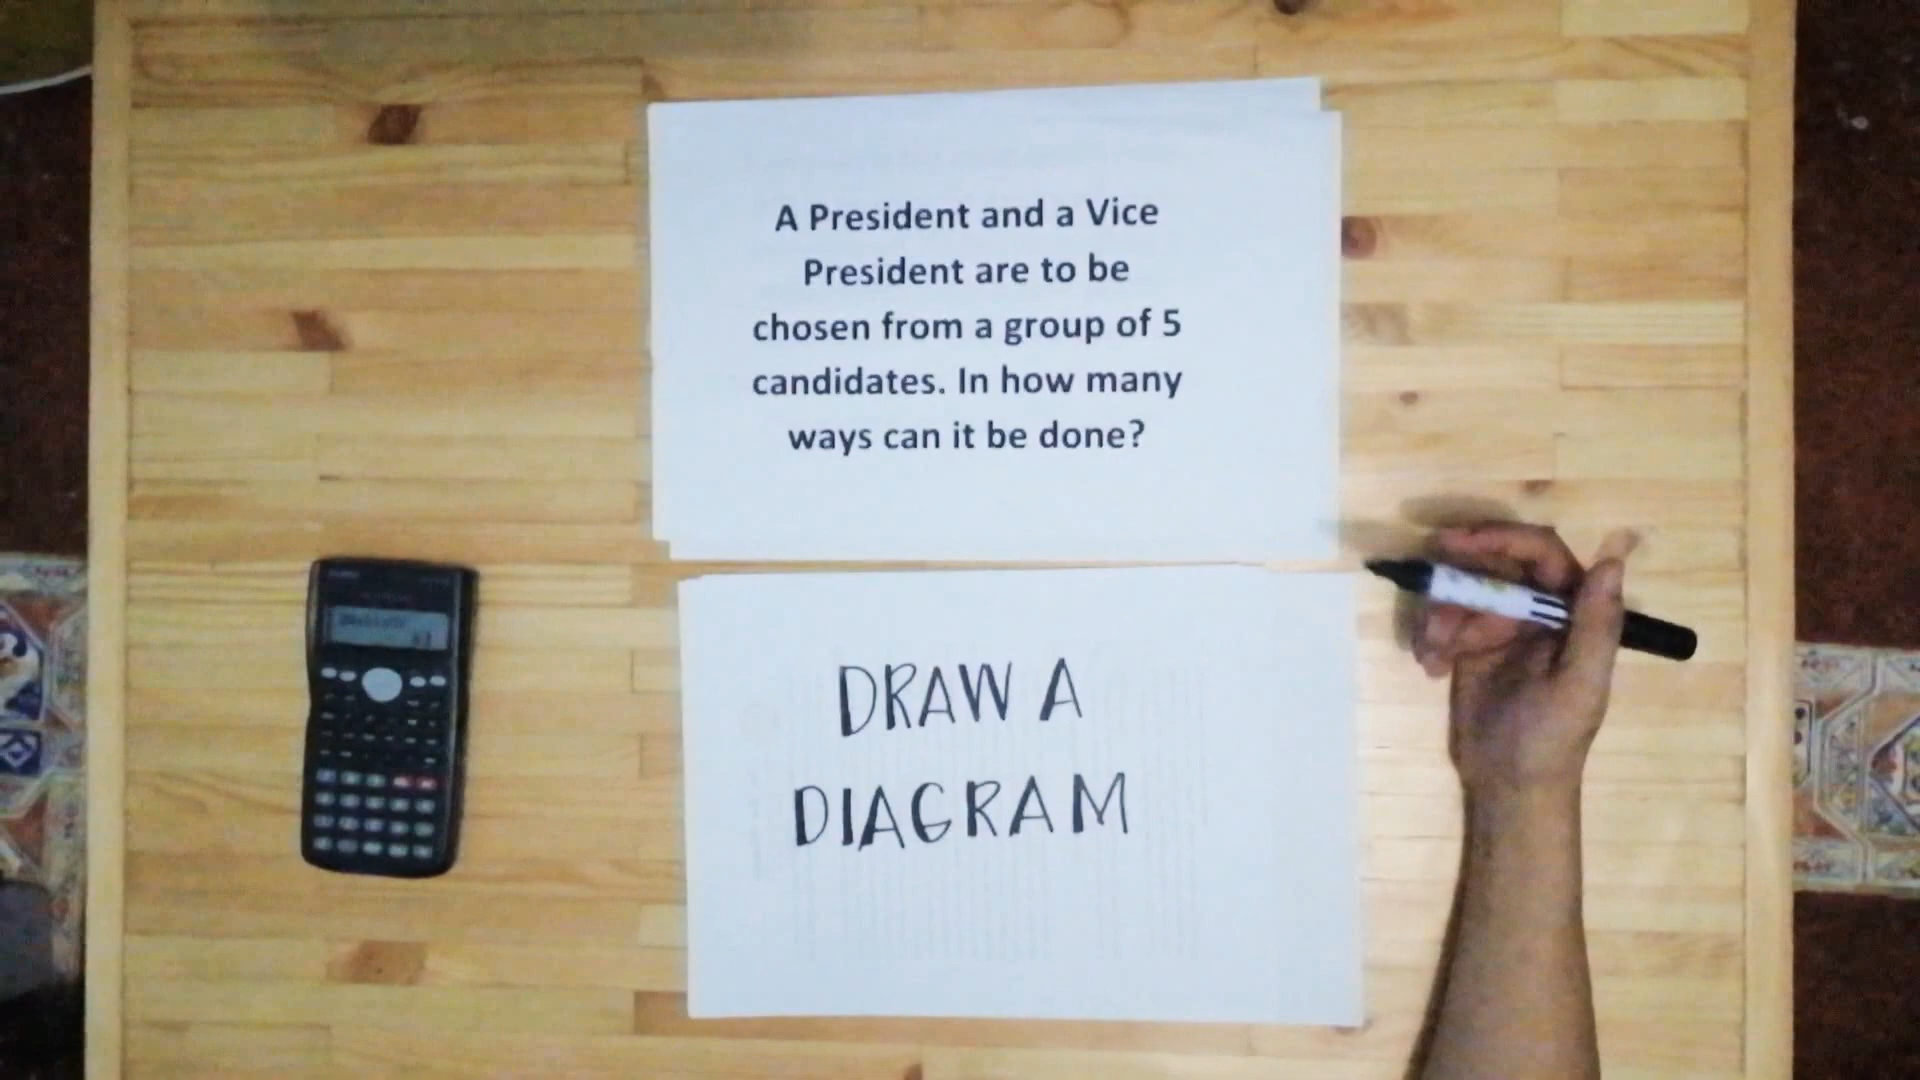 A President and a Vice
President are to be
chosen from a group of 5
candidates. In how many
ways can it be done?
DRAW A
DIAGRAM